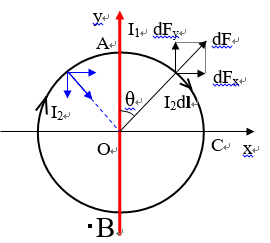 y I₁ dFy dF
A
dFx
I₂ θ I₂dl
O C x
·B